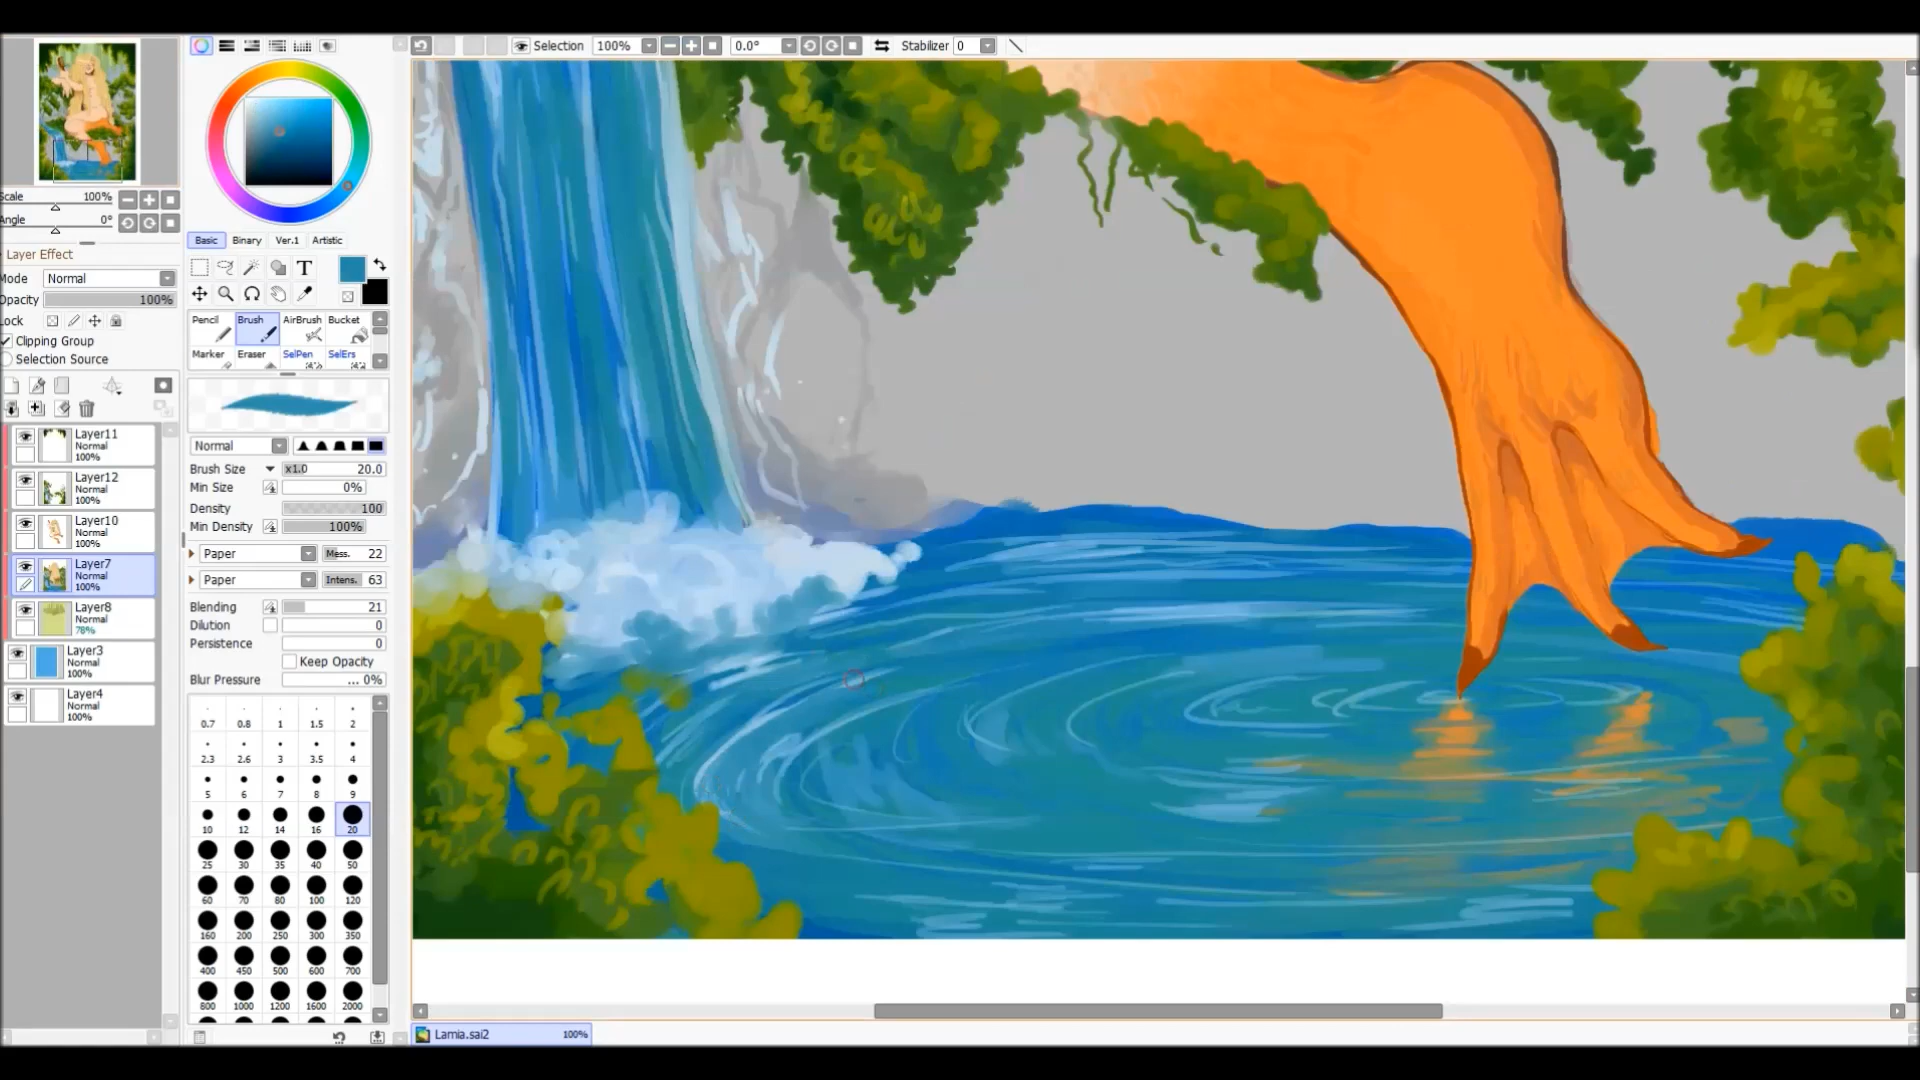 Selection 100% 0.0° Stabilizer 0
Scale 100%
Angle 0°
Layer Effect
Mode Normal
Opacity 100%
Lock
Clipping Group
Selection Source
Layer11
Normal
100%
Layer12
Normal
100%
Layer10
Normal
100%
Layer7
Normal
100%
Layer8
Normal
78%
Layer3
Normal
100%
Layer4
Normal
100%
Basic Binary Ver.1 Artistic
T
Pencil Brush AirBrush Bucket
Marker Eraser SelPen SelErs
Normal
Brush Size x1.0 20.0
Min Size 0%
Density 100
Min Density 100%
Paper Mess. 22
Paper Intens. 63
Blending 21
Dilution 0
Persistence 0
Keep Opacity
Blur Pressure ... 0%
0.7 0.8 1 1.5 2
2.3 2.6 3 3.5 4
5 6 7 8 9
10 12 14 16 20
25 30 35 40 50
60 70 80 100 120
160 200 250 300 350
400 450 500 600 700
800 1000 1200 1600 2000
Lamia.sai2 100%